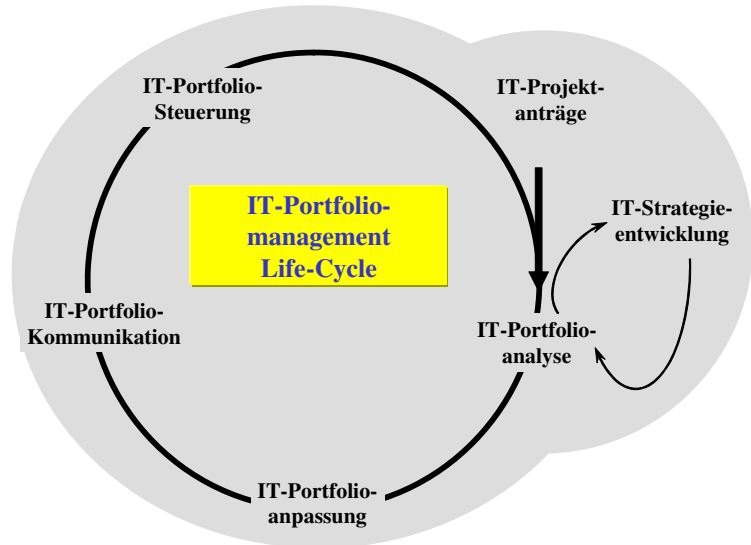 IT-Portfolio-
Steuerung
IT-Projekt-
anträge
IT-Portfolio-
management
Life-Cycle
IT-Strategie-
entwicklung
IT-Portfolio-
Kommunikation
IT-Portfolio-
analyse
IT-Portfolio-
anpassung